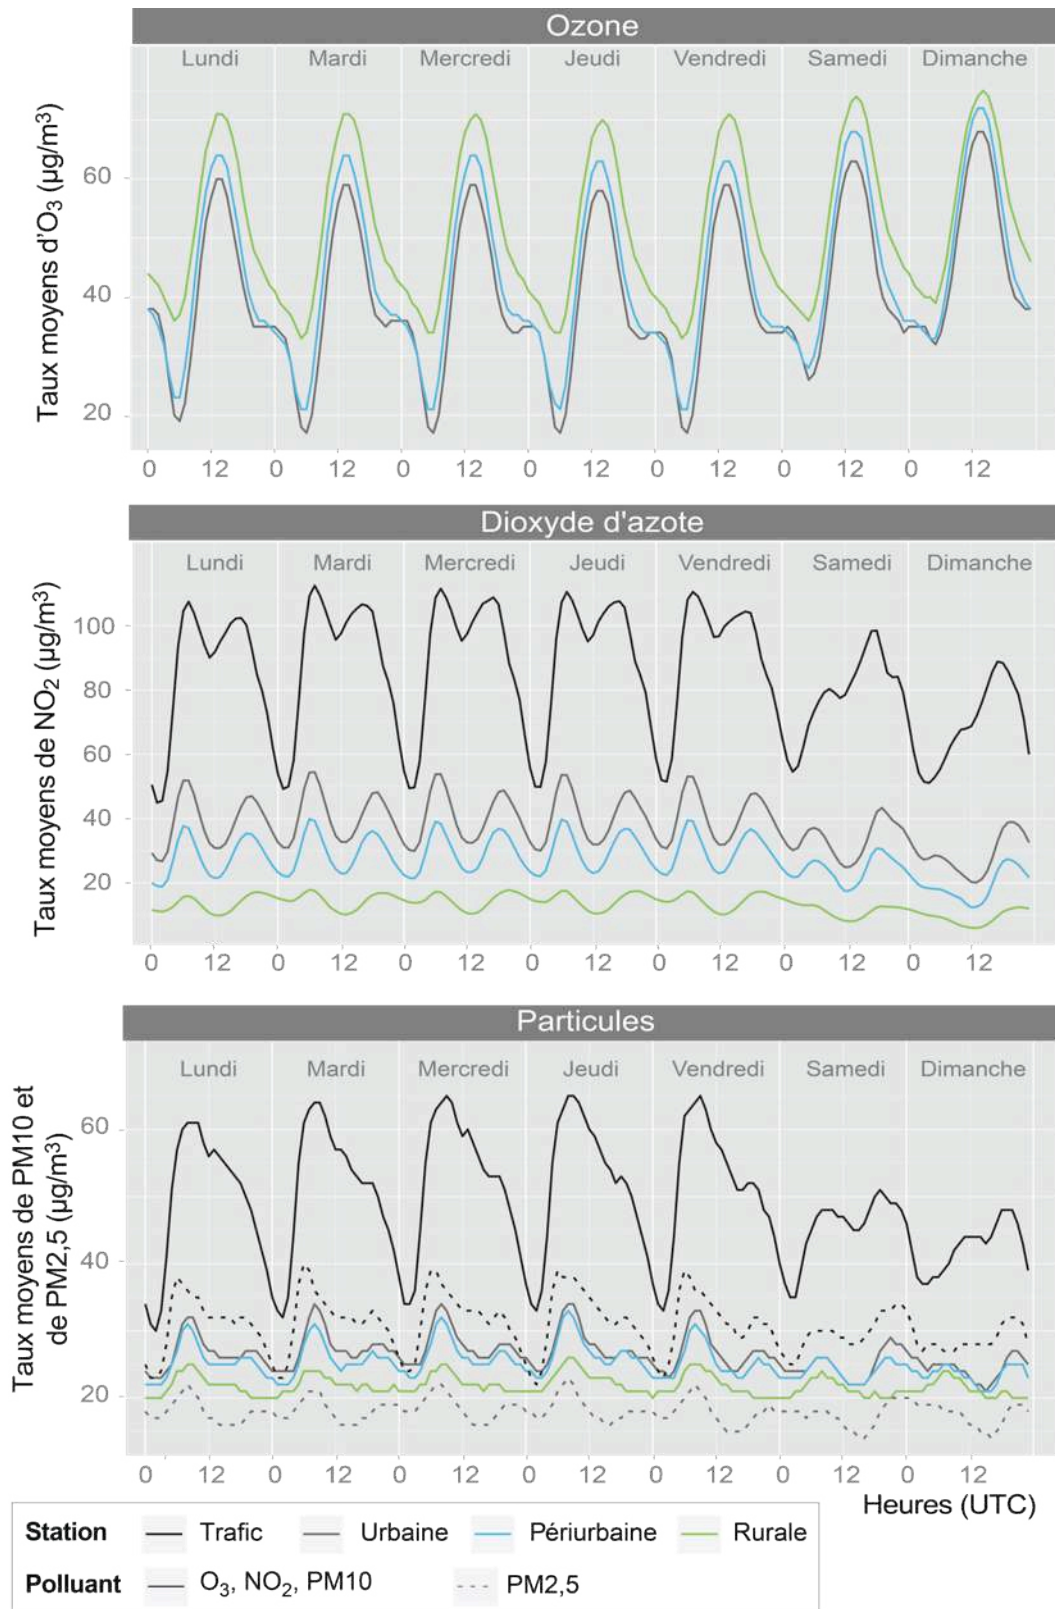 Ozone
Lundi Mardi Mercredi Jeudi Vendredi Samedi Dimanche
Taux moyens d'O₃ (µg/m³)
60
40
20
0 12 0 12 0 12 0 12 0 12 0 12 0 12
Dioxyde d'azote
Lundi Mardi Mercredi Jeudi Vendredi Samedi Dimanche
Taux moyens de NO₂ (µg/m³)
100
80
60
40
20
0 12 0 12 0 12 0 12 0 12 0 12 0 12
Particules
Lundi Mardi Mercredi Jeudi Vendredi Samedi Dimanche
Taux moyens de PM10 et
de PM2,5 (µg/m³)
60
40
20
0 12 0 12 0 12 0 12 0 12 0 12 0 12
Heures (UTC)
Station Trafic Urbaine Périurbaine Rurale
Polluant O₃, NO₂, PM10 PM2,5